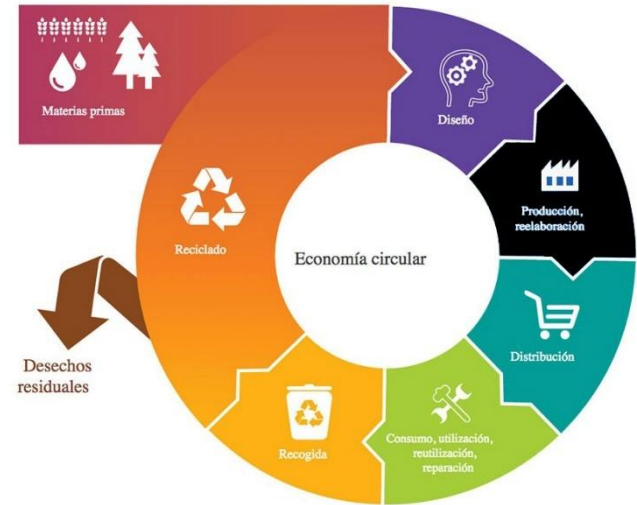 Materias primas
Diseño
Producción,
reelaboración
Reciclado
Economía circular
Distribución
Desechos
residuales
Consumo, utilización,
reutilización,
reparación
Recogida